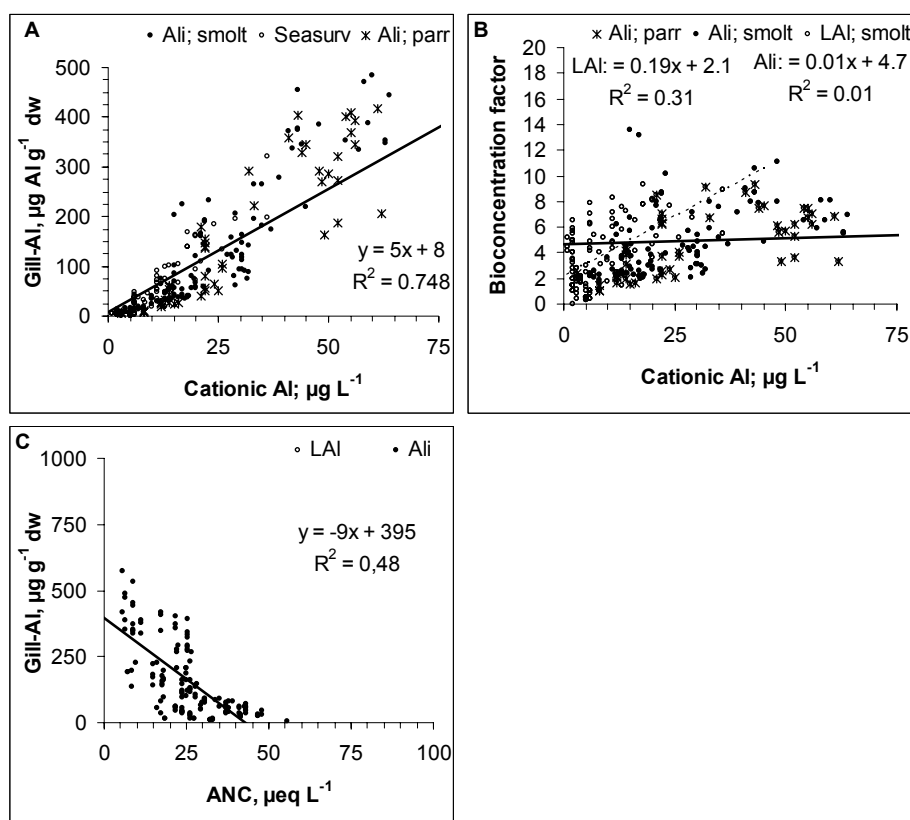 A
• Ali; smolt ○ Seasurv ж Ali; parr
500
400
300
200
100
0
Gill-Al, µg Al g⁻¹ dw
y = 5x + 8
R² = 0.748
0 25 50 75
Cationic Al; µg L⁻¹
B
ж Ali; parr • Ali; smolt ○ LAl; smolt
20
18
16
14
12
10
8
6
4
2
0
Bioconcentration factor
LAl: = 0.19x + 2.1
R² = 0.31
Ali: = 0.01x + 4.7
R² = 0.01
0 25 50 75
Cationic Al; µg L⁻¹
C
○ LAl • Ali
1000
750
500
250
0
Gill-Al, µg g⁻¹ dw
y = -9x + 395
R² = 0,48
0 25 50 75 100
ANC, µeq L⁻¹